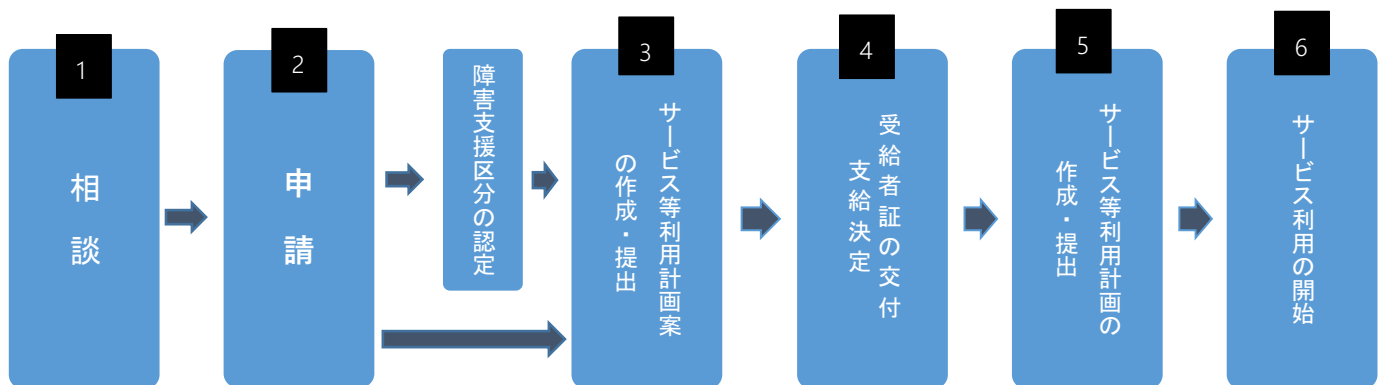 1
相談
2
申請
障害支援区分の認定
3
サービス等利用計画案
の作成・提出
4
受給者証の交付
支給決定
5
サービス等利用計画の
作成・提出
6
サービス利用の開始